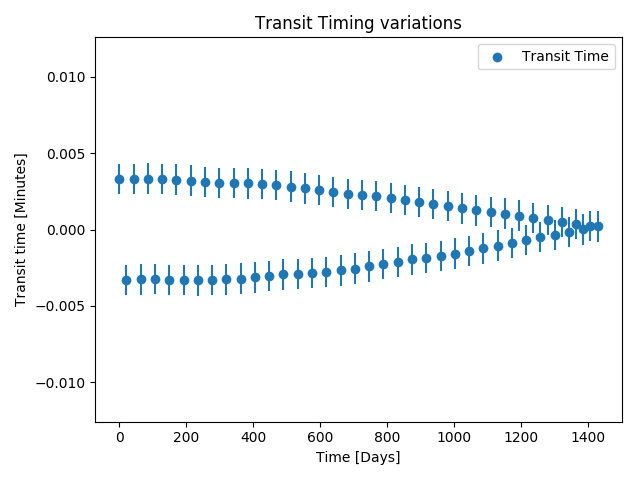 Transit Timing variations
Transit Time
0.010
0.005
0.000
−0.005
−0.010
Transit time [Minutes]
0 200 400 600 800 1000 1200 1400
Time [Days]